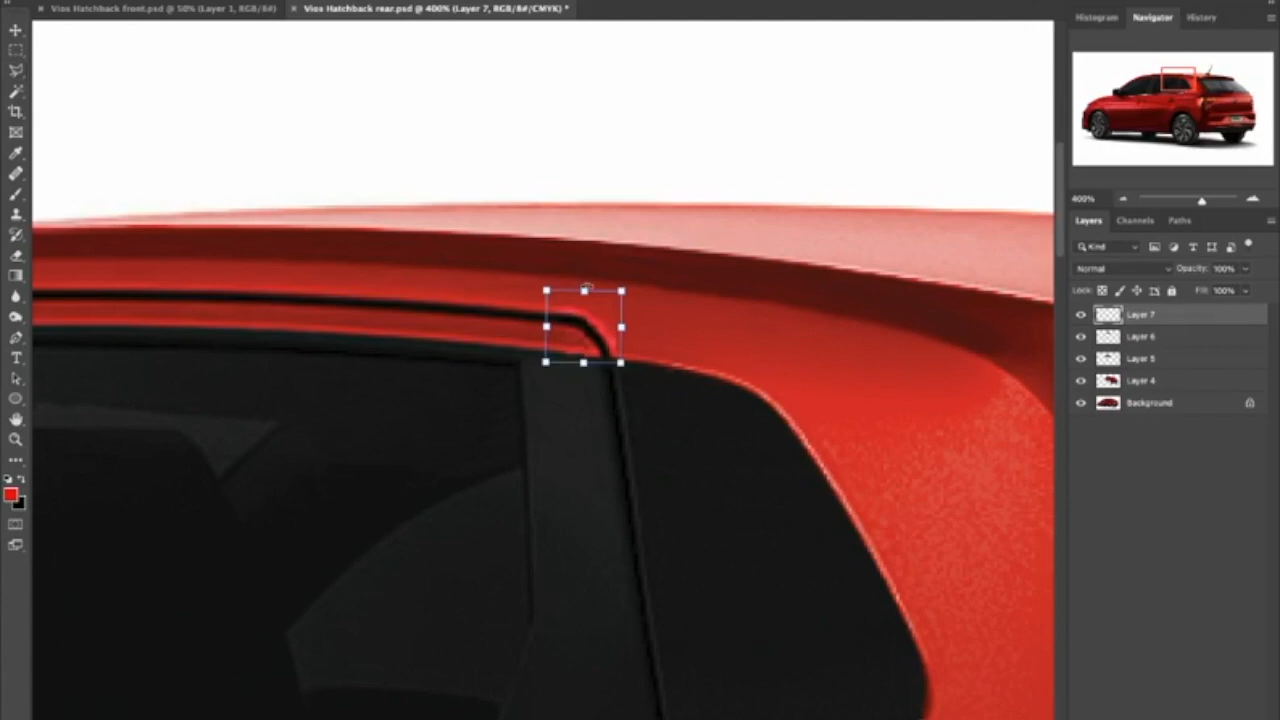 Vios Hatchback front.psd @ 50% (Layer 1, RGB/8#)
Vios Hatchback rear.psd @ 400% (Layer 7, RGB/8#/CMYK) *
Histogram
Navigator
History
400%
Layers
Channels
Paths
Kind
Normal
Opacity: 100%
Lock:
Fill: 100%
Layer 7
Layer 6
Layer 5
Layer 4
Background